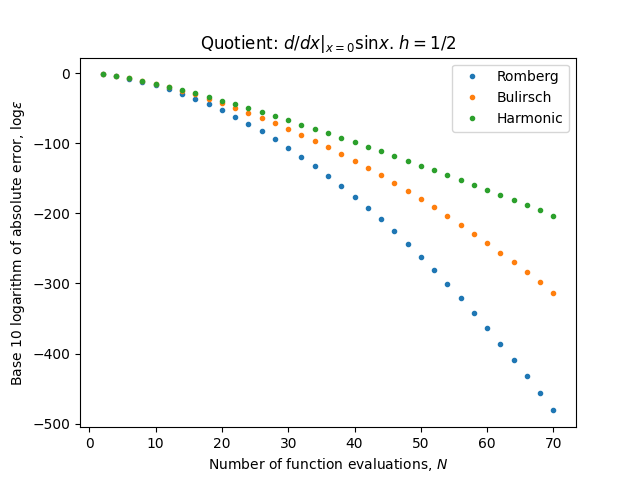 Quotient: $d/dx|_{x=0}\sin x$. $h = 1/2$
Romberg
Bulirsch
Harmonic
Base 10 logarithm of absolute error, logε
0
−100
−200
−300
−400
−500
0 10 20 30 40 50 60 70
Number of function evaluations, N